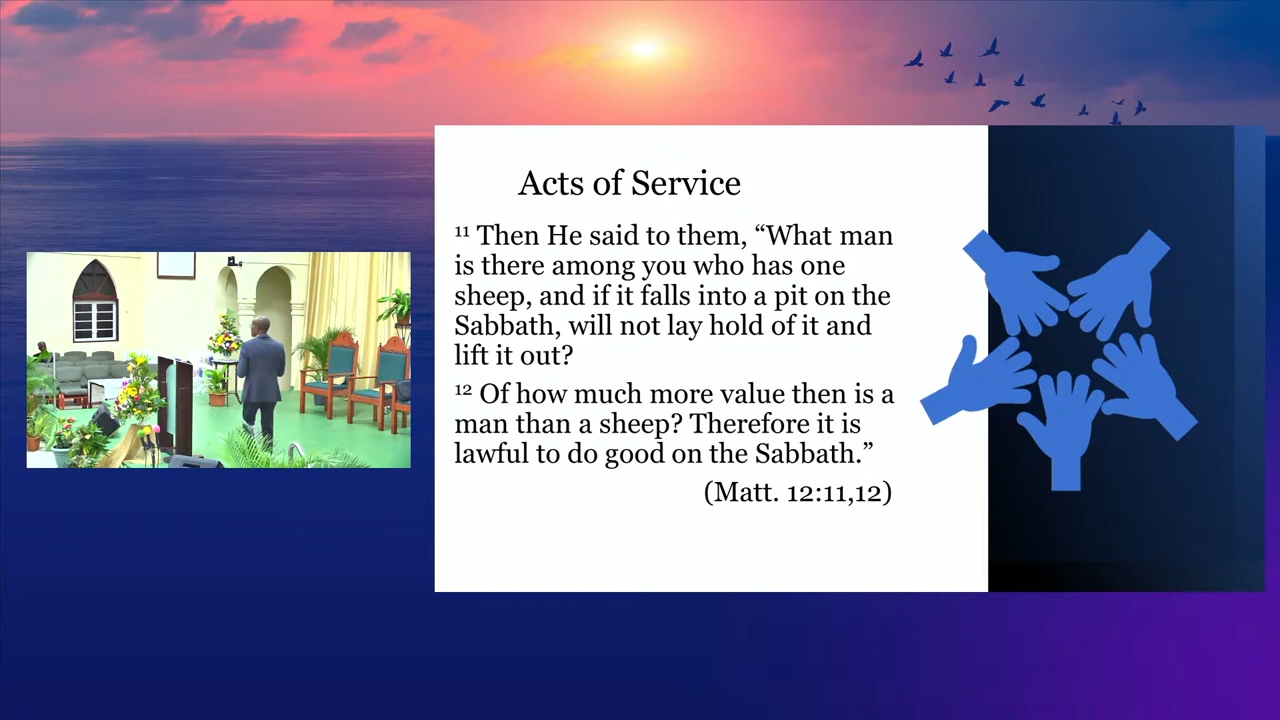 Acts of Service
11 Then He said to them, “What man
is there among you who has one
sheep, and if it falls into a pit on the
Sabbath, will not lay hold of it and
lift it out?
12 Of how much more value then is a
man than a sheep? Therefore it is
lawful to do good on the Sabbath.”
(Matt. 12:11,12)